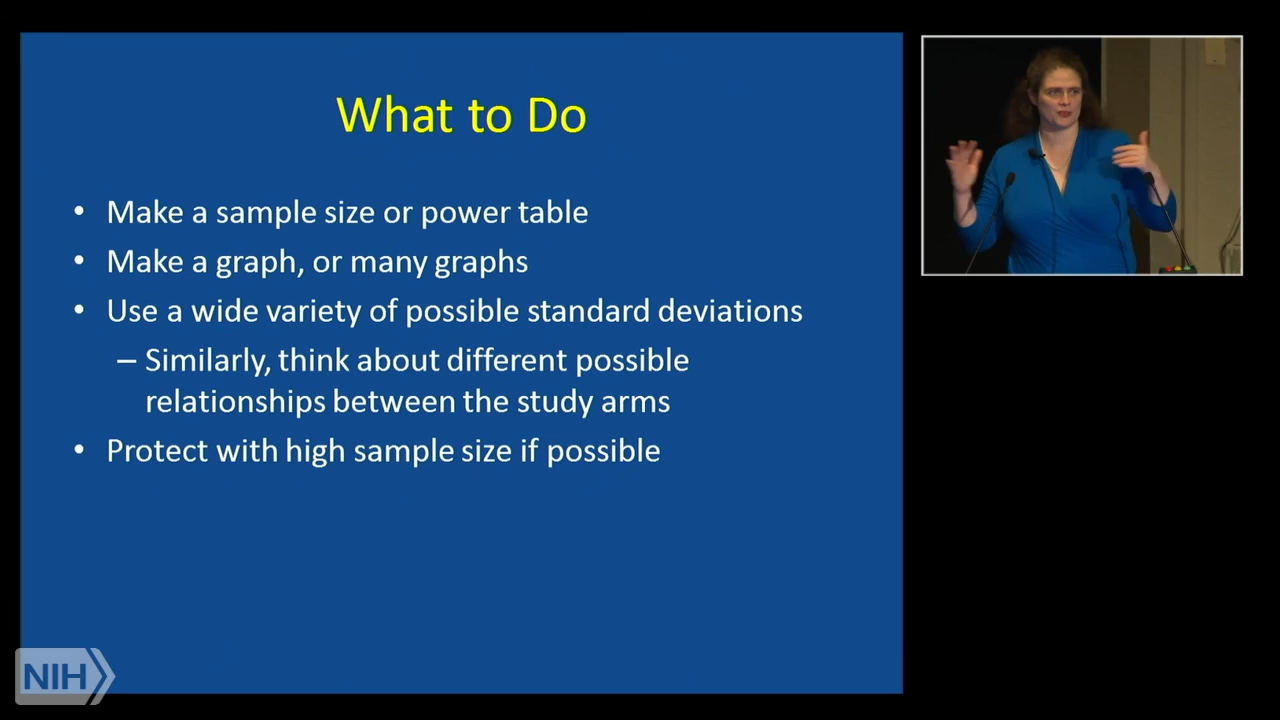 What to Do
• Make a sample size or power table
• Make a graph, or many graphs
• Use a wide variety of possible standard deviations
– Similarly, think about different possible
relationships between the study arms
• Protect with high sample size if possible
NIH